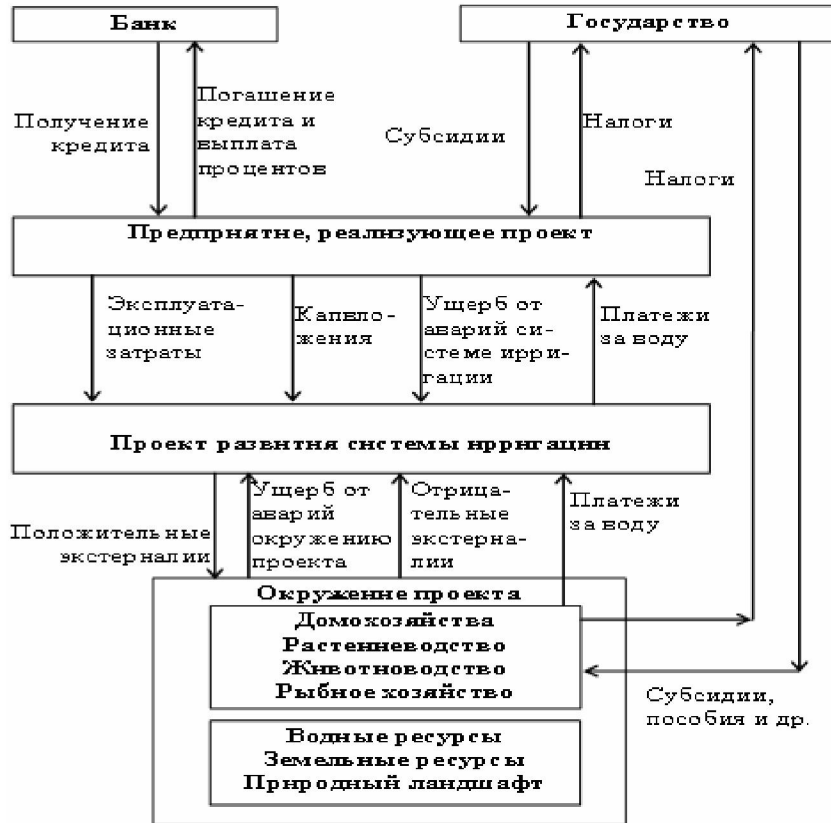 Банк
Государство
Получение
кредита
Погашение
кредита и
выплата
процентов
Субсидии
Налоги
Налоги
Предприятие, реализующее проект
Эксплуата-
ционные
затраты
Капвло-
жения
Ущерб от
аварий си-
стеме ирри-
гации
Платежи
за воду
Проект развития системы ирригации
Положительные
экстерналии
Ущерб от
аварий
окружению
проекта
Отрица-
тельные
экстерна-
лии
Платежи
за воду
Окружение проекта
Домохозяйства
Растениеводство
Животноводство
Рыбное хозяйство
Субсидии,
пособия и др.
Водные ресурсы
Земельные ресурсы
Природный ландшафт